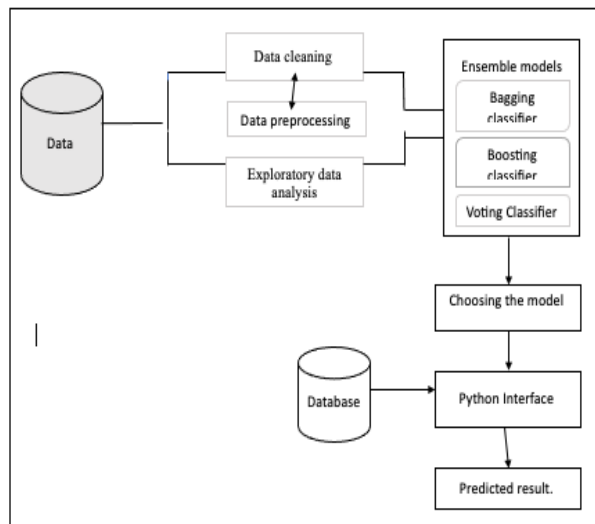 Data
Data cleaning
Data preprocessing
Exploratory data
analysis
Ensemble models
Bagging
classifier
Boosting
classifier
Voting Classifier
Choosing the model
Database
Python Interface
Predicted result.